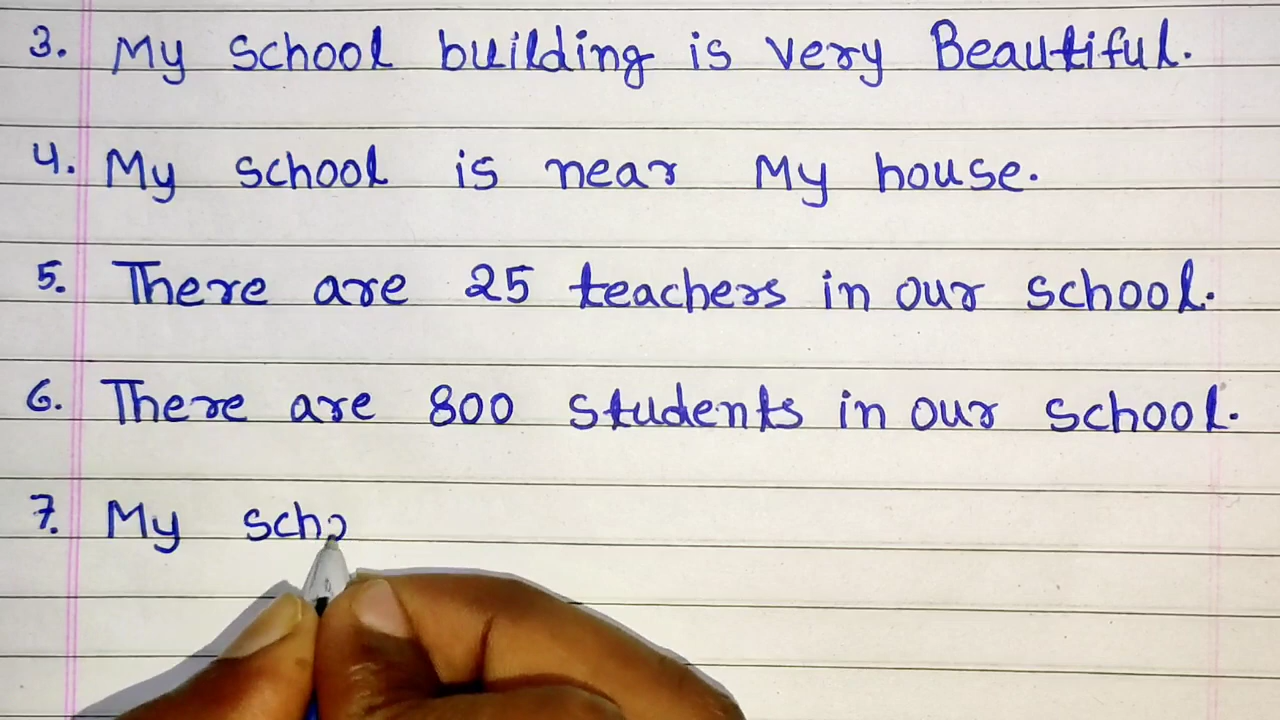 3. My school building is very Beautiful.
4. My school is near My house.
5. There are 25 teachers in our school.
6. There are 800 students in our school.
7. My scho